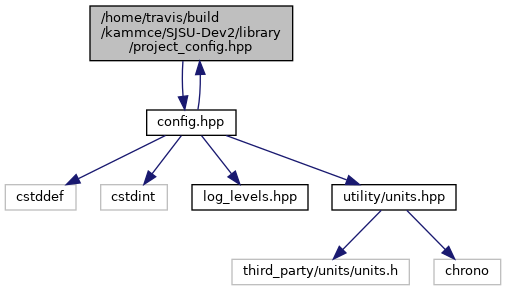 /home/travis/build
/kammce/SJSU-Dev2/library
/project_config.hpp
config.hpp
cstddef
cstdint
log_levels.hpp
utility/units.hpp
third_party/units/units.h
chrono